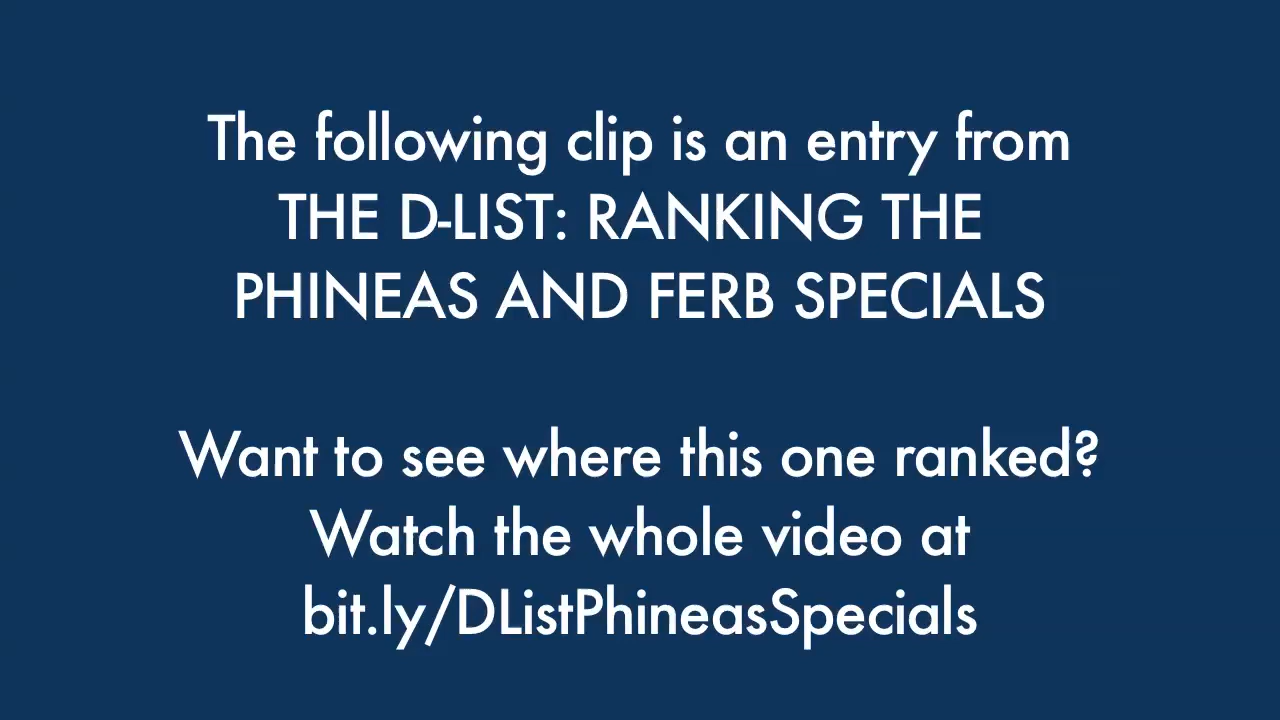 The following clip is an entry from
THE D-LIST: RANKING THE
PHINEAS AND FERB SPECIALS
Want to see where this one ranked?
Watch the whole video at
bit.ly/DListPhineasSpecials